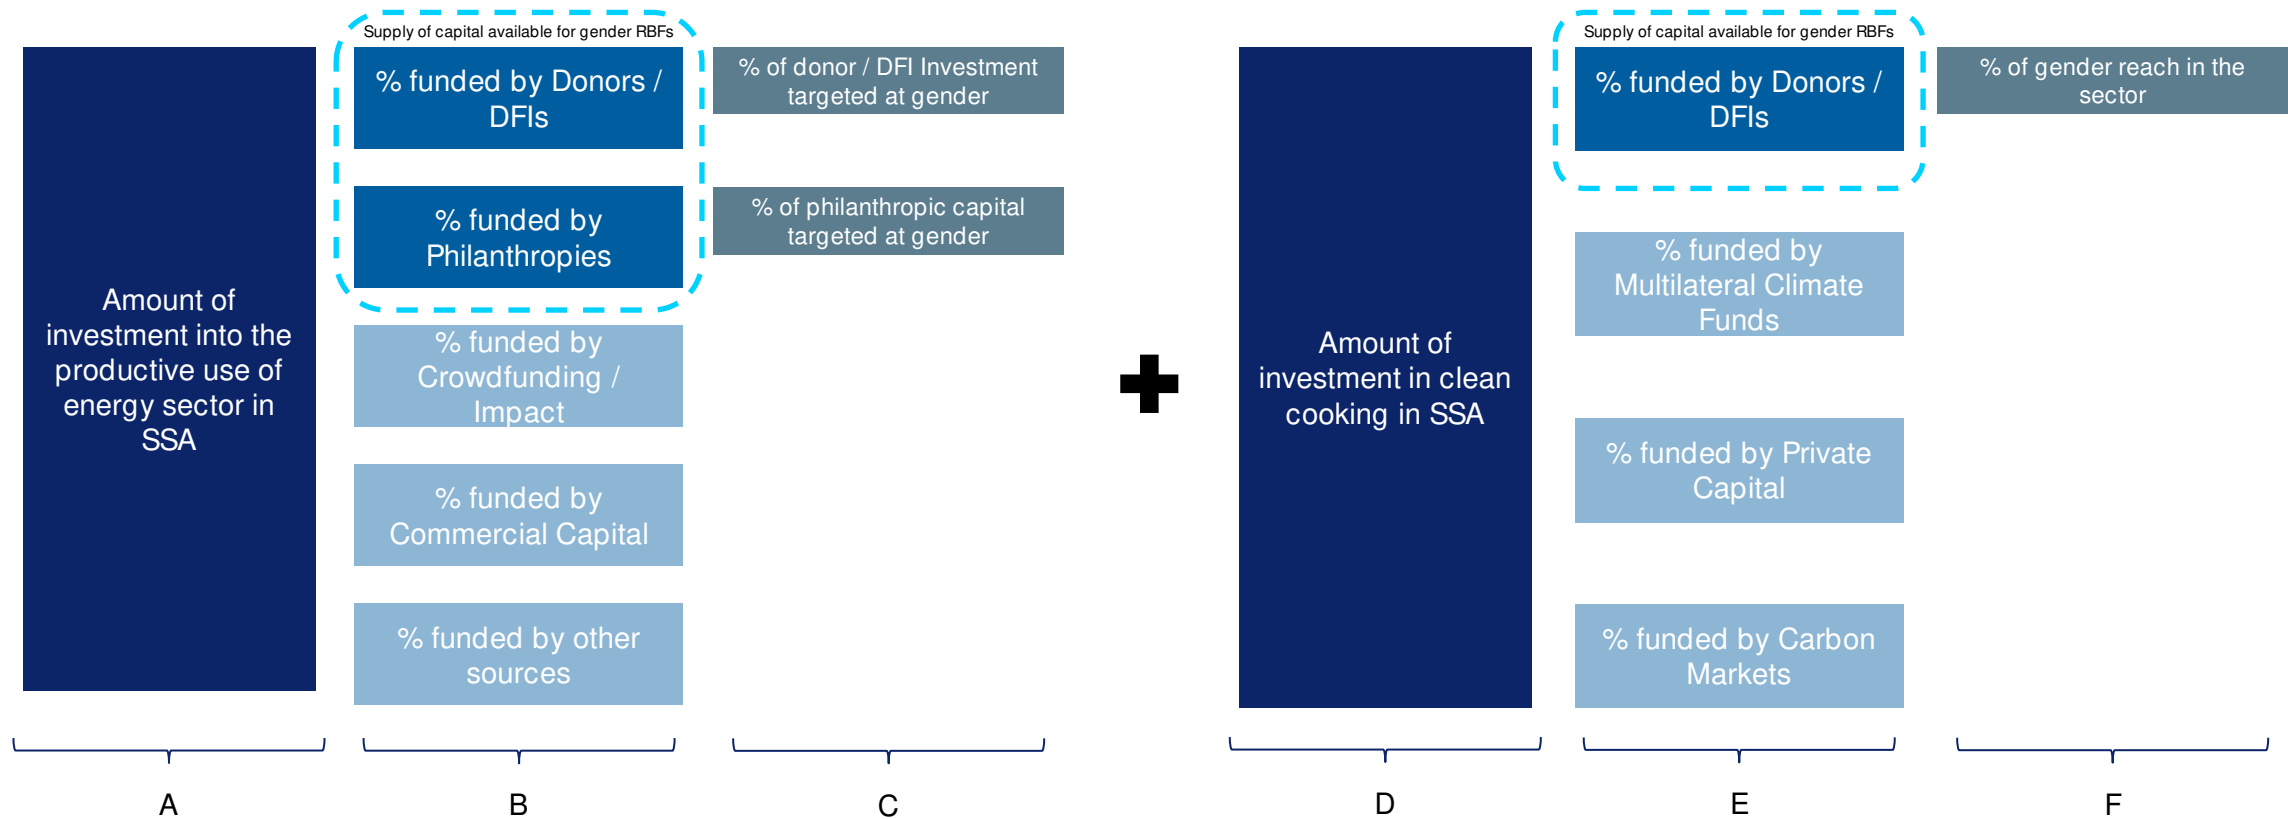 Supply of capital available for gender RBFs
Amount of
investment into the
productive use of
energy sector in
SSA
% funded by Donors /
DFIs
% funded by
Philanthropies
% funded by
Crowdfunding /
Impact
% funded by
Commercial Capital
% funded by other
sources
% of donor / DFI Investment
targeted at gender
% of philanthropic capital
targeted at gender
Amount of
investment in clean
cooking in SSA
Supply of capital available for gender RBFs
% funded by Donors /
DFIs
% funded by
Multilateral Climate
Funds
% funded by Private
Capital
% funded by Carbon
Markets
% of gender reach in the
sector
A
B
C
D
E
F